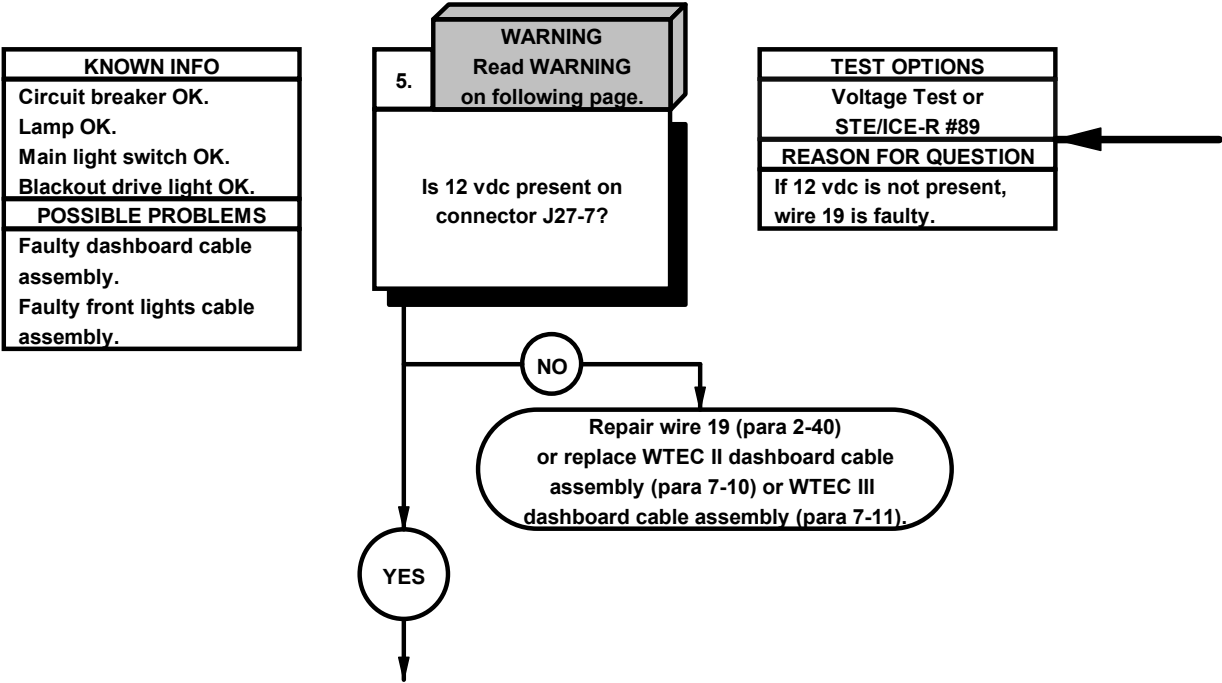 KNOWN INFO
Circuit breaker OK.
Lamp OK.
Main light switch OK.
Blackout drive light OK.
POSSIBLE PROBLEMS
Faulty dashboard cable
assembly.
Faulty front lights cable
assembly.
WARNING
Read WARNING
on following page.
5.
Is 12 vdc present on
connector J27-7?
TEST OPTIONS
Voltage Test or
STE/ICE-R #89
REASON FOR QUESTION
If 12 vdc is not present,
wire 19 is faulty.
NO
Repair wire 19 (para 2-40)
or replace WTEC II dashboard cable
assembly (para 7-10) or WTEC III
dashboard cable assembly (para 7-11).
YES